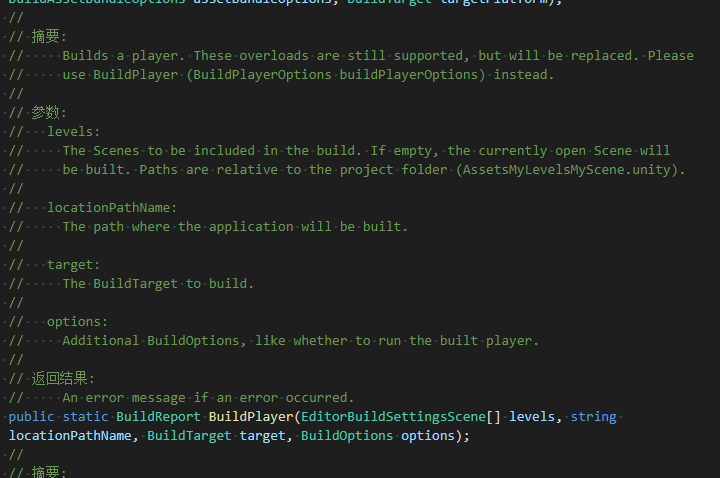 BuildAssetBundleOptions assetBundleOptions, BuildTarget targetPlatform);
//
// 摘要:
//     Builds a player. These overloads are still supported, but will be replaced. Please
//     use BuildPlayer (BuildPlayerOptions buildPlayerOptions) instead.
//
// 参数:
//   levels:
//     The Scenes to be included in the build. If empty, the currently open Scene will
//     be built. Paths are relative to the project folder (AssetsMyLevelsMyScene.unity).
//
//   locationPathName:
//     The path where the application will be built.
//
//   target:
//     The BuildTarget to build.
//
//   options:
//     Additional BuildOptions, like whether to run the built player.
//
// 返回结果:
//     An error message if an error occurred.
public static BuildReport BuildPlayer(EditorBuildSettingsScene[] levels, string
locationPathName, BuildTarget target, BuildOptions options);
//
// 摘要: